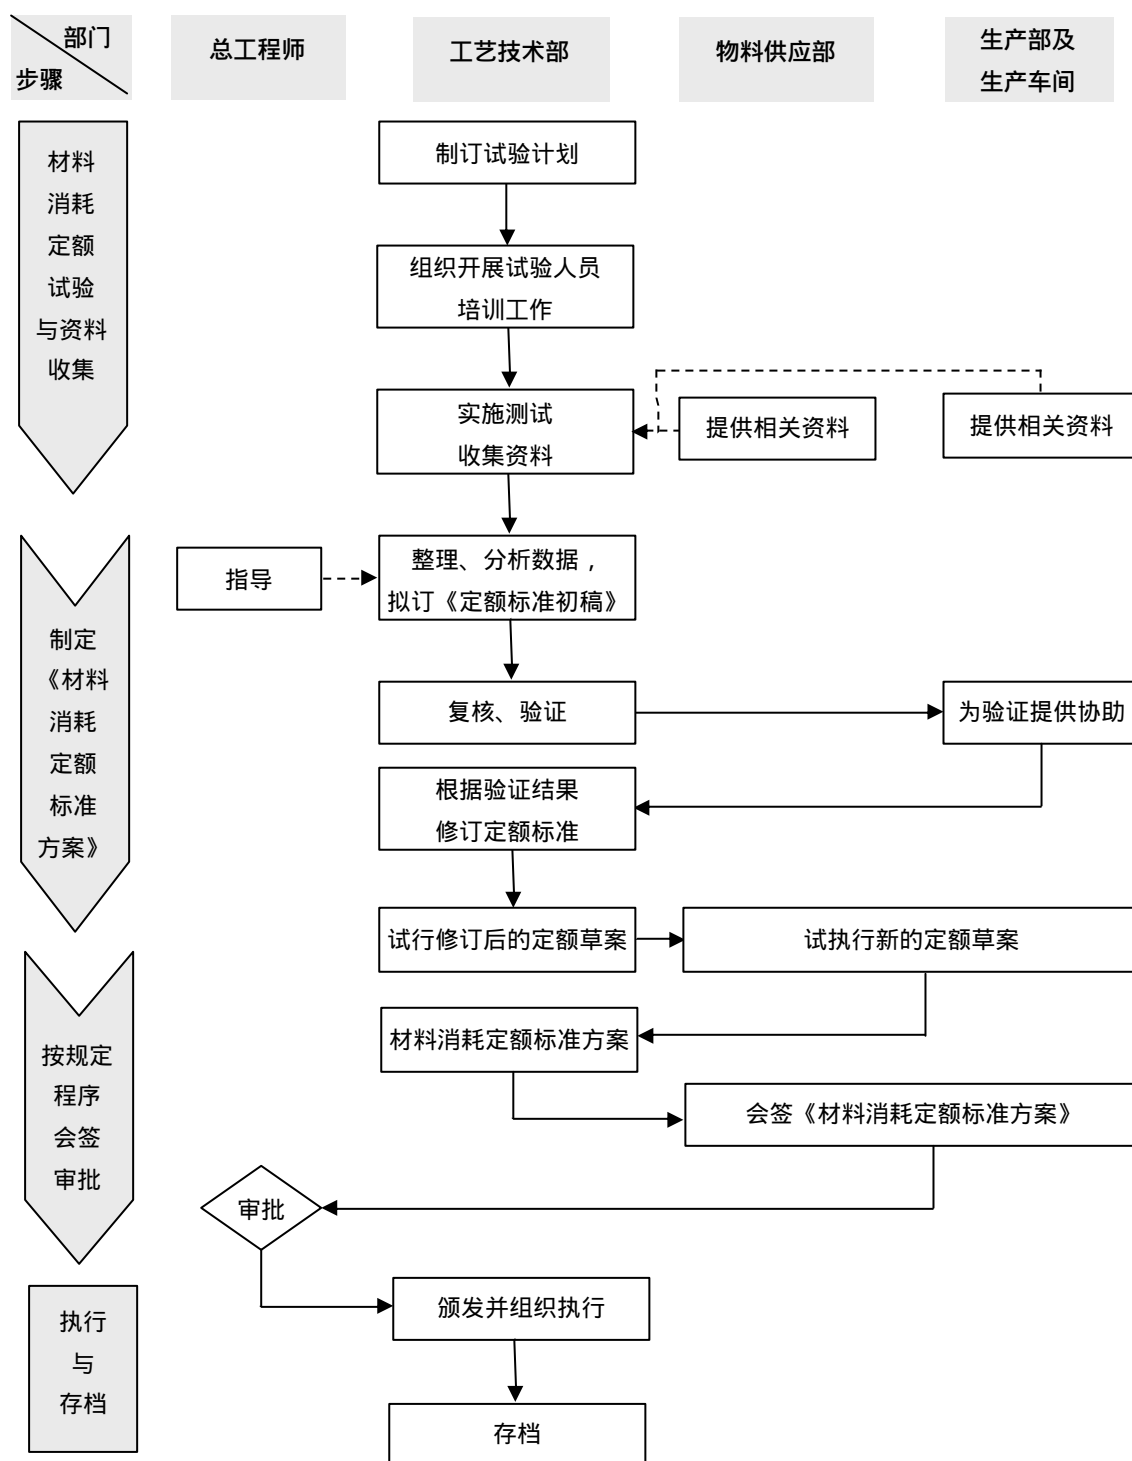 部门
步骤
总工程师
工艺技术部
物料供应部
生产部及
生产车间
材料
消耗
定额
试验
与资料
收集
制订试验计划
组织开展试验人员
培训工作
实施测试
收集资料
提供相关资料
提供相关资料
制定
《材料
消耗
定额
标准
方案》
指导
整理、分析数据，
拟订《定额标准初稿》
复核、验证
为验证提供协助
根据验证结果
修订定额标准
试行修订后的定额草案
试执行新的定额草案
按规定
程序
会签
审批
材料消耗定额标准方案
会签《材料消耗定额标准方案》
审批
执行
与
存档
颁发并组织执行
存档